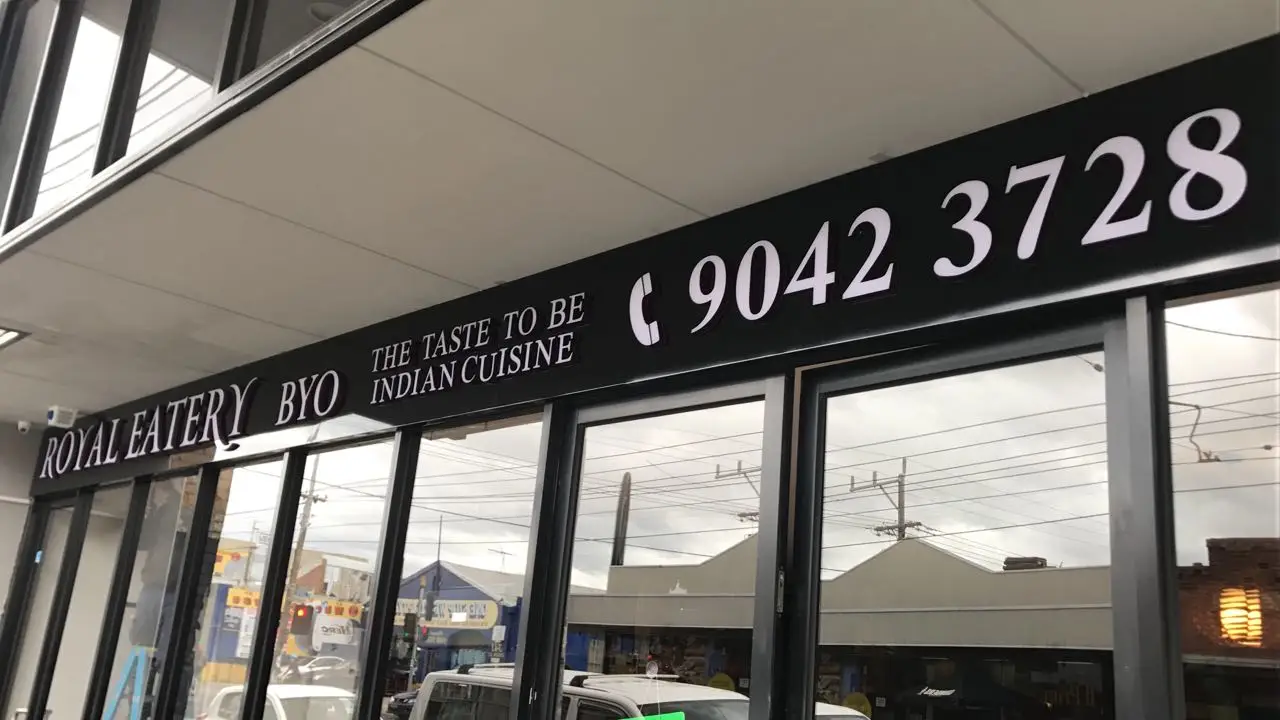 ROYAL EATERY BYO
THE TASTE TO BE
INDIAN CUISINE
9042 3728